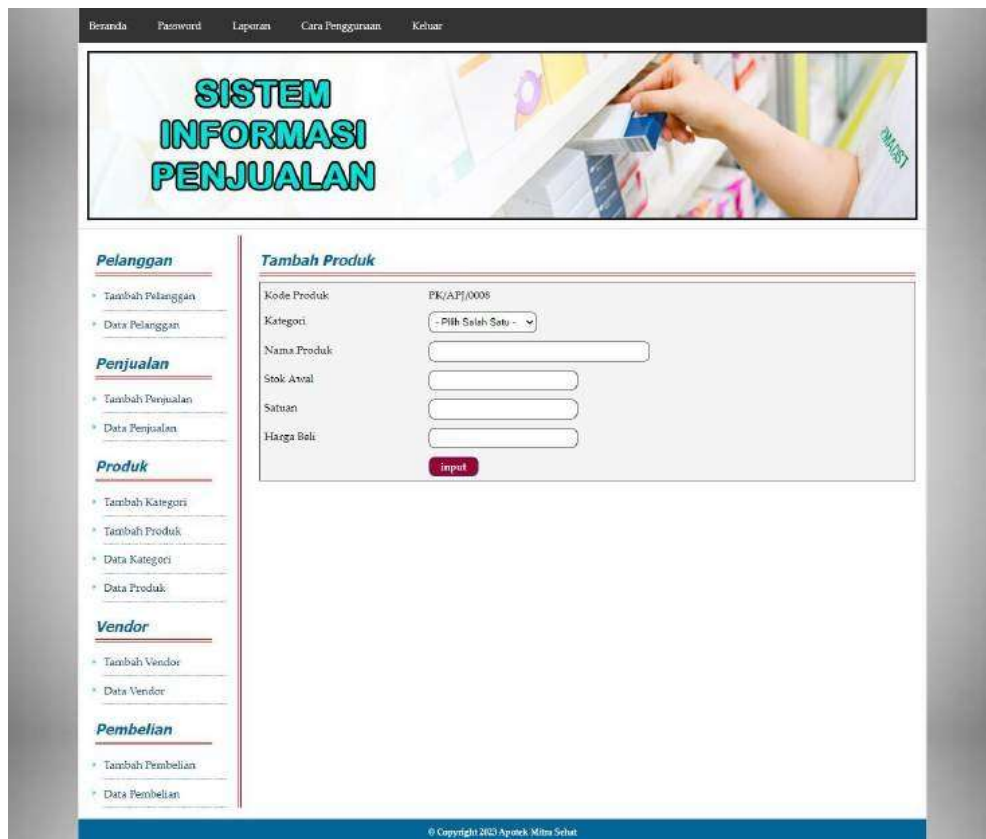 Beranda Password Laporan Cara Penggunaan Keluar
SISTEM
INFORMASI
PENJUALAN
Pelanggan
Tambah Pelanggan
Data Pelanggan
Penjualan
Tambah Penjualan
Data Penjualan
Produk
Tambah Kategori
Tambah Produk
Data Kategori
Data Produk
Vendor
Tambah Vendor
Data Vendor
Pembelian
Tambah Pembelian
Data Pembelian
Tambah Produk
Kode Produk PK/APJ/0008
Kategori - Pilih Salah Satu -
Nama Produk
Stok Awal
Satuan
Harga Beli
input
© Copyright 2023 Apotek Mitra Sehat